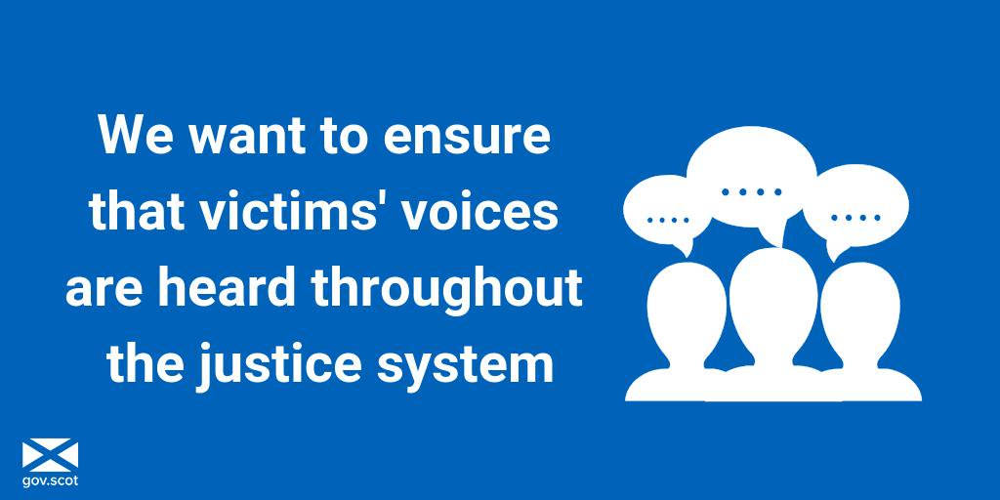 We want to ensure
that victims' voices
are heard throughout
the justice system
gov.scot